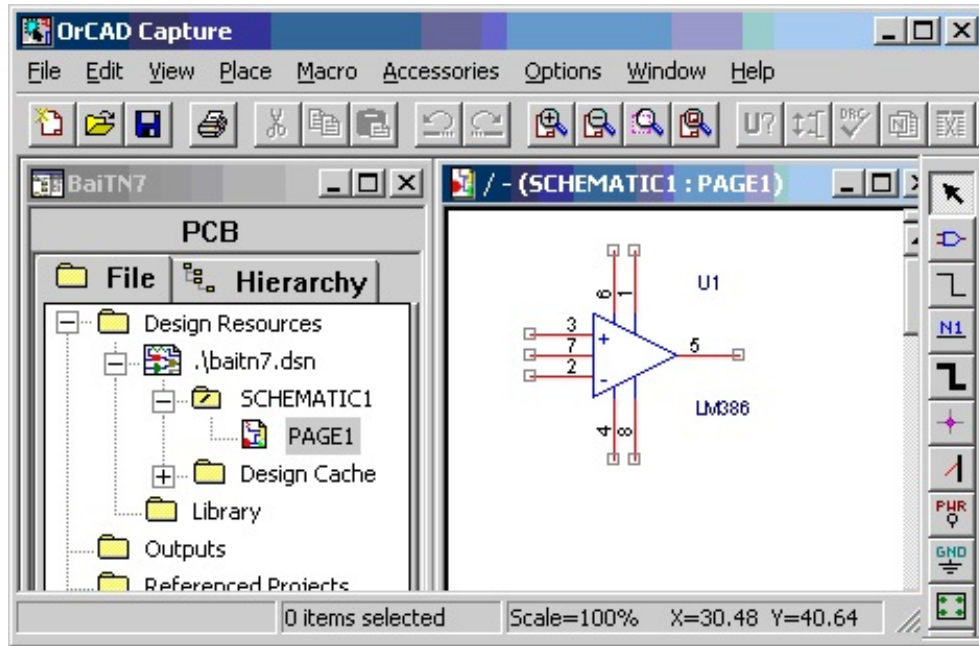 OrCAD Capture
File Edit View Place Macro Accessories Options Window Help
U? DRC
BaiTN7
/ - (SCHEMATIC1 : PAGE1)
PCB
File Hierarchy
Design Resources
.\baitn7.dsn
SCHEMATIC1
PAGE1
Design Cache
Library
Outputs
Referenced Projects
U1
6 1
3
7
2
+
-
5
LM386
4 8
N1
PWR
GND
0 items selected Scale=100% X=30.48 Y=40.64